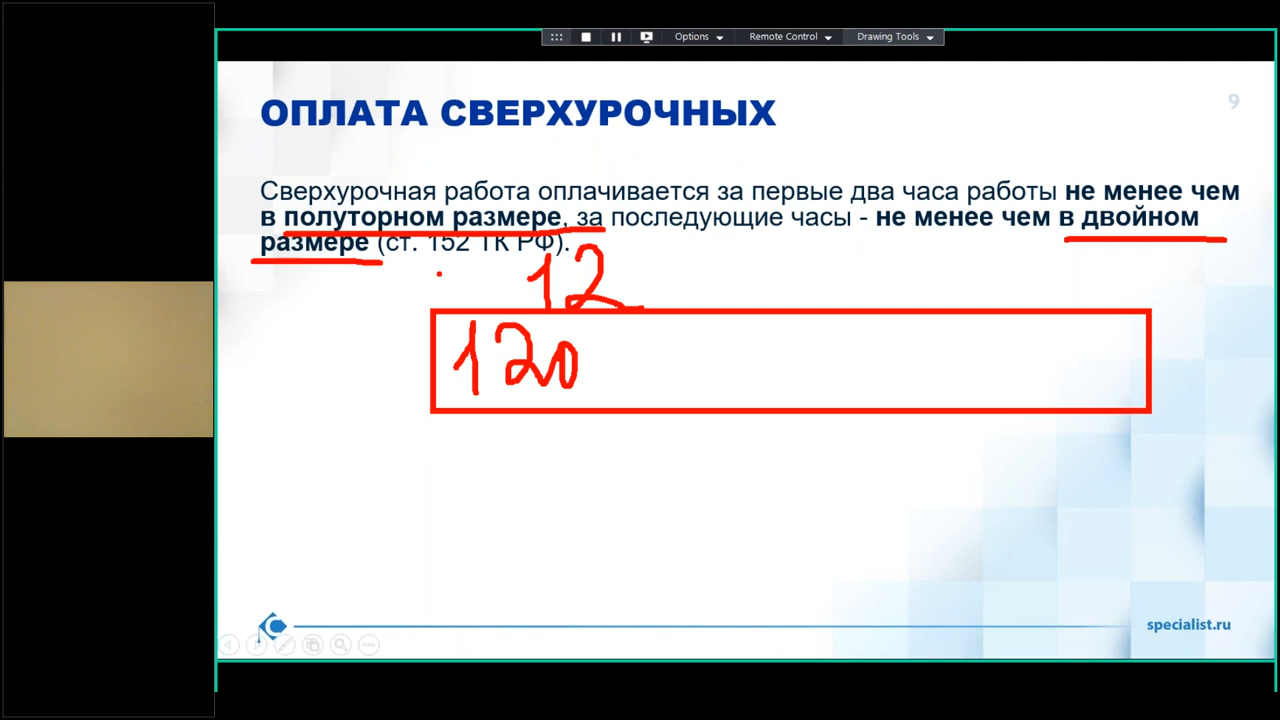 Options
Remote Control
Drawing Tools
ОПЛАТА СВЕРХУРОЧНЫХ
9
Сверхурочная работа оплачивается за первые два часа работы не менее чем
в полуторном размере, за последующие часы - не менее чем в двойном
размере (ст. 152 ТК РФ).
12
120
specialist.ru